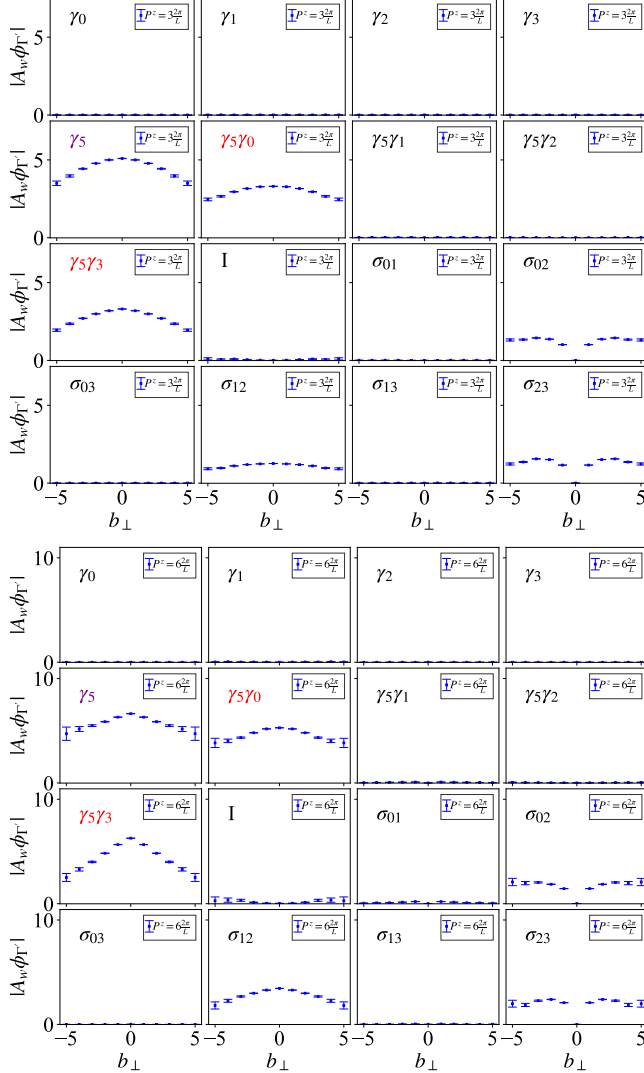 |A_w ϕ_Γ′| 5 0 γ₀ P^z = 3 2π/L γ₁ P^z = 3 2π/L γ₂ P^z = 3 2π/L γ₃ P^z = 3 2π/L
|A_w ϕ_Γ′| 5 0 γ₅ P^z = 3 2π/L γ₅γ₀ P^z = 3 2π/L γ₅γ₁ P^z = 3 2π/L γ₅γ₂ P^z = 3 2π/L
|A_w ϕ_Γ′| 5 0 γ₅γ₃ P^z = 3 2π/L I P^z = 3 2π/L σ₀₁ P^z = 3 2π/L σ₀₂ P^z = 3 2π/L
|A_w ϕ_Γ′| 5 0 σ₀₃ P^z = 3 2π/L σ₁₂ P^z = 3 2π/L σ₁₃ P^z = 3 2π/L σ₂₃ P^z = 3 2π/L
−5 0 5 −5 0 5 −5 0 5 −5 0 5
b⊥ b⊥ b⊥ b⊥
|A_w ϕ_Γ′| 10 0 γ₀ P^z = 6 2π/L γ₁ P^z = 6 2π/L γ₂ P^z = 6 2π/L γ₃ P^z = 6 2π/L
|A_w ϕ_Γ′| 10 0 γ₅ P^z = 6 2π/L γ₅γ₀ P^z = 6 2π/L γ₅γ₁ P^z = 6 2π/L γ₅γ₂ P^z = 6 2π/L
|A_w ϕ_Γ′| 10 0 γ₅γ₃ P^z = 6 2π/L I P^z = 6 2π/L σ₀₁ P^z = 6 2π/L σ₀₂ P^z = 6 2π/L
|A_w ϕ_Γ′| 10 0 σ₀₃ P^z = 6 2π/L σ₁₂ P^z = 6 2π/L σ₁₃ P^z = 6 2π/L σ₂₃ P^z = 6 2π/L
−5 0 5 −5 0 5 −5 0 5 −5 0 5
b⊥ b⊥ b⊥ b⊥